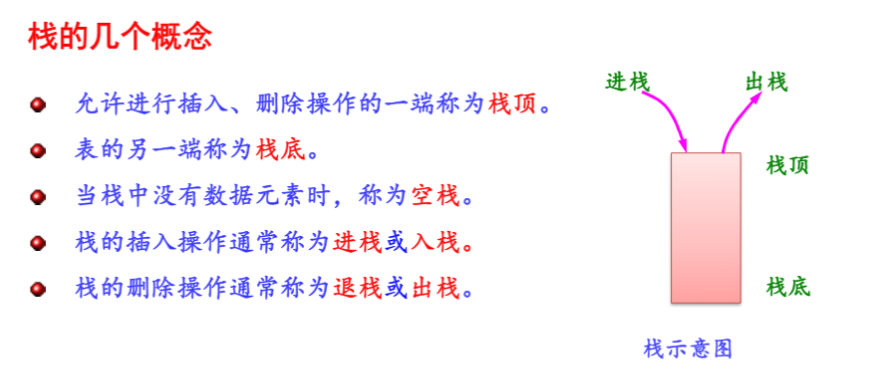 栈的几个概念
允许进行插入、删除操作的一端称为栈顶。
表的另一端称为栈底。
当栈中没有数据元素时，称为空栈。
栈的插入操作通常称为进栈或入栈。
栈的删除操作通常称为退栈或出栈。
进栈 出栈
栈顶
栈底
栈示意图